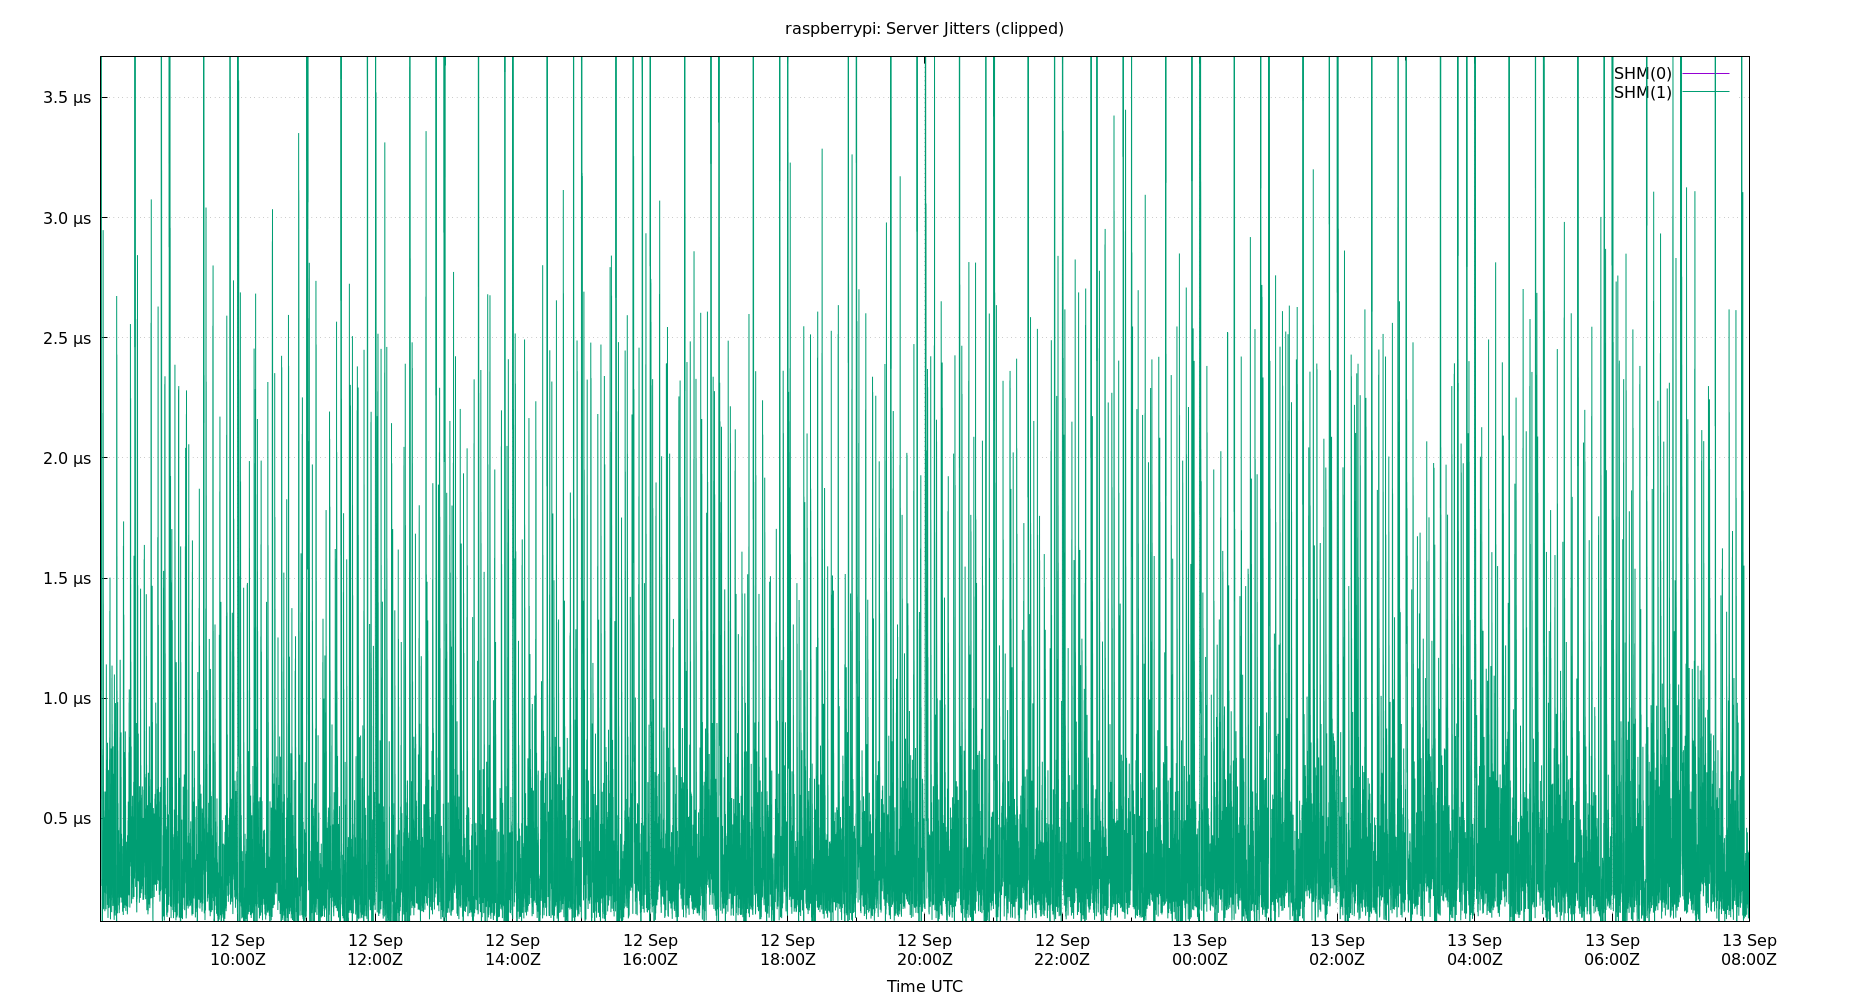 raspberrypi: Server Jitters (clipped)
SHM(0)
SHM(1)
3.5 µs
3.0 µs
2.5 µs
2.0 µs
1.5 µs
1.0 µs
0.5 µs
12 Sep 12 Sep 12 Sep 12 Sep 12 Sep 12 Sep 12 Sep 13 Sep 13 Sep 13 Sep 13 Sep 13 Sep
10:00Z 12:00Z 14:00Z 16:00Z 18:00Z 20:00Z 22:00Z 00:00Z 02:00Z 04:00Z 06:00Z 08:00Z
Time UTC